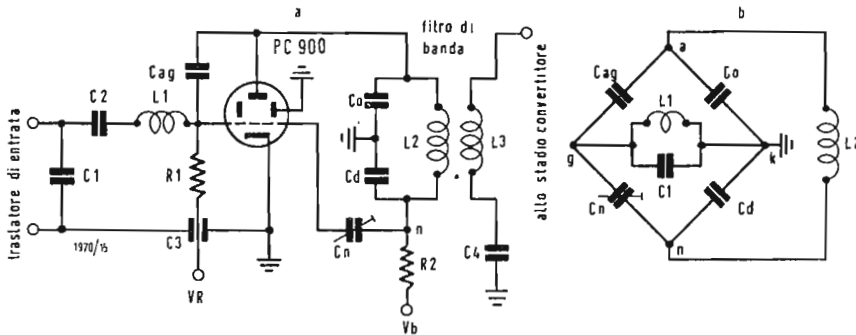 a
PC 900
filtro di
banda
allo stadio convertitore
b
Cag
C2
L1
traslatore di entrata
C1
R1
C3
1970/15
VR
Co
Cd
L2
L3
Cn
n
R2
C4
Vb
a
Cag
Co
L1
g
k
C1
Cn
Cd
n
L2